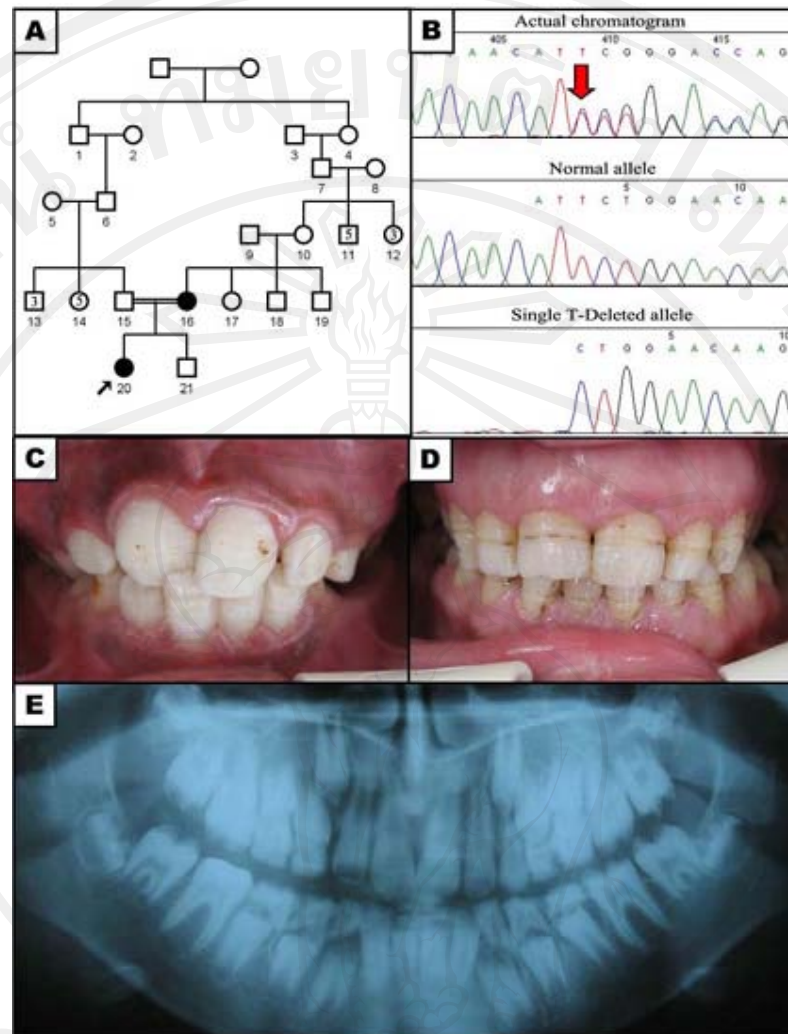 A
1
2
3
4
7
8
5
6
9
10
5
11
3
12
3
13
5
14
15
16
17
18
19
20
21
B
Actual chromatogram
405 410 415
A A C A T T C G G G A C C A G
Normal allele
5 10
A T T C T G G A A C A A
Single T-Deleted allele
5 10
C T G G A A C A A G
C
D
E